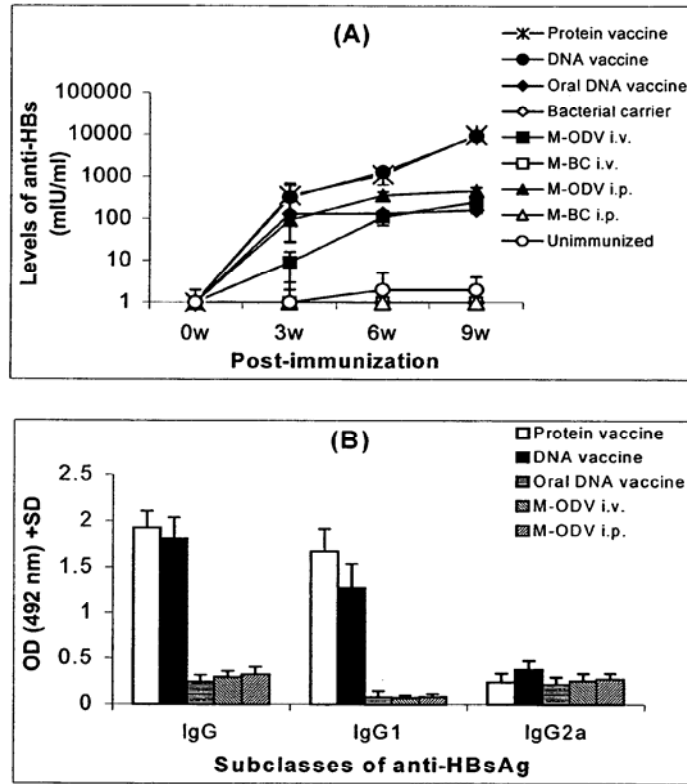 (A)
Protein vaccine
DNA vaccine
Oral DNA vaccine
Bacterial carrier
M-ODV i.v.
M-BC i.v.
M-ODV i.p.
M-BC i.p.
Unimmunized
Levels of anti-HBs
(mIU/ml)
100000
10000
1000
100
10
1
0w 3w 6w 9w
Post-immunization
(B)
Protein vaccine
DNA vaccine
Oral DNA vaccine
M-ODV i.v.
M-ODV i.p.
OD (492 nm) +SD
2.5
2
1.5
1
0.5
0
IgG IgG1 IgG2a
Subclasses of anti-HBsAg